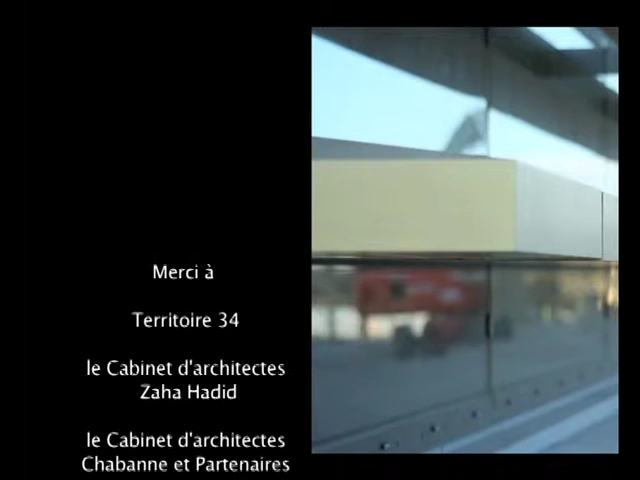 Merci à
Territoire 34
le Cabinet d'architectes
Zaha Hadid
le Cabinet d'architectes
Chabanne et Partenaires